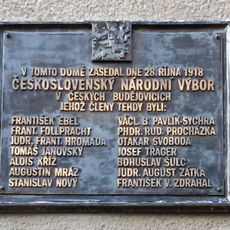 V TOMTO DOMĚ ZASEDAL DNE 28. ŘÍJNA 1918
ČESKOSLOVENSKÝ NÁRODNÍ VÝBOR
V ČESKÝCH BUDĚJOVICÍCH
JEHOŽ ČLENY TEHDY BYLI:
FRANTIŠEK EBEL
FRANT. FOLLPRACHT
JUDR. FRANT. HROMADA
TOMÁŠ JANOVSKÝ
ALOIS KŘÍŽ
AUGUSTIN MRÁZ
STANISLAV NOVÝ
VÁCL. B. PAVLÍK-SYCHRA
PHDR. RUD. PROCHÁZKA
OTAKAR SVOBODA
JOSEF TRÄGER
BOHUSLAV ŠULC
JUDR. AUGUST ZÁTKA
FRANTIŠEK V. ZDRÁHAL